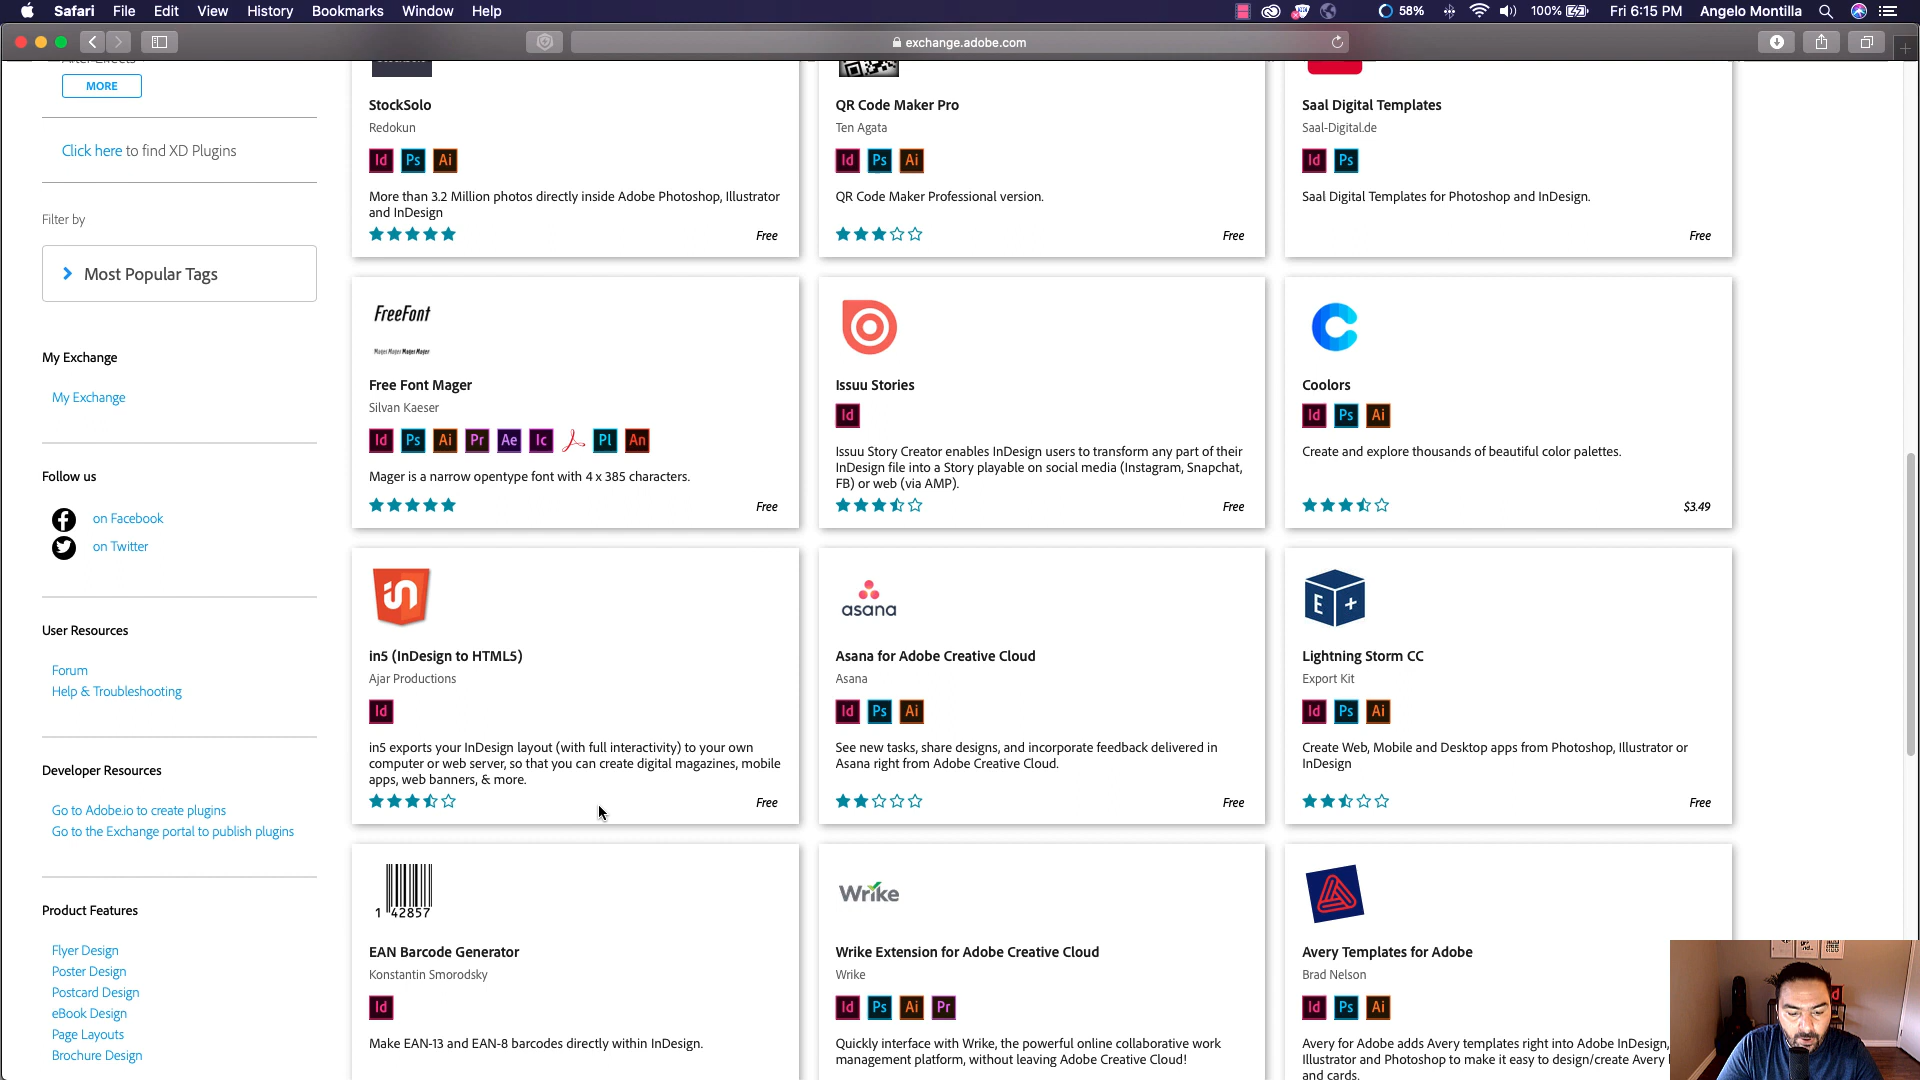 Safari File Edit View History Bookmarks Window Help 58% 100% Fri 6:15 PM Angelo Montilla
exchange.adobe.com
After Effects
MORE
Click here to find XD Plugins
Filter by
Most Popular Tags
My Exchange
My Exchange
Follow us
on Facebook
on Twitter
User Resources
Forum
Help & Troubleshooting
Developer Resources
Go to Adobe.io to create plugins
Go to the Exchange portal to publish plugins
Product Features
Flyer Design
Poster Design
Postcard Design
eBook Design
Page Layouts
Brochure Design
StockSolo
Redokun
Id Ps Ai
More than 3.2 Million photos directly inside Adobe Photoshop, Illustrator
and InDesign
Free
QR Code Maker Pro
Ten Agata
Id Ps Ai
QR Code Maker Professional version.
Free
Saal Digital Templates
Saal-Digital.de
Id Ps
Saal Digital Templates for Photoshop and InDesign.
Free
FreeFont
Mager Mager Mager Mager
Free Font Mager
Silvan Kaeser
Id Ps Ai Pr Ae Ic Pl An
Mager is a narrow opentype font with 4 x 385 characters.
Free
Issuu Stories
Id
Issuu Story Creator enables InDesign users to transform any part of their
InDesign file into a Story playable on social media (Instagram, Snapchat,
FB) or web (via AMP).
Free
Coolors
Id Ps Ai
Create and explore thousands of beautiful color palettes.
$3.49
in
in5 (InDesign to HTML5)
Ajar Productions
Id
in5 exports your InDesign layout (with full interactivity) to your own
computer or web server, so that you can create digital magazines, mobile
apps, web banners, & more.
Free
asana
Asana for Adobe Creative Cloud
Asana
Id Ps Ai
See new tasks, share designs, and incorporate feedback delivered in
Asana right from Adobe Creative Cloud.
Free
E +
Lightning Storm CC
Export Kit
Id Ps Ai
Create Web, Mobile and Desktop apps from Photoshop, Illustrator or
InDesign
Free
1 42857
EAN Barcode Generator
Konstantin Smorodsky
Id
Make EAN-13 and EAN-8 barcodes directly within InDesign.
Wrike
Wrike Extension for Adobe Creative Cloud
Wrike
Id Ps Ai Pr
Quickly interface with Wrike, the powerful online collaborative work
management platform, without leaving Adobe Creative Cloud!
Avery Templates for Adobe
Brad Nelson
Id Ps Ai
Avery for Adobe adds Avery templates right into Adobe InDesign,
Illustrator and Photoshop to make it easy to design/create Avery
and cards.